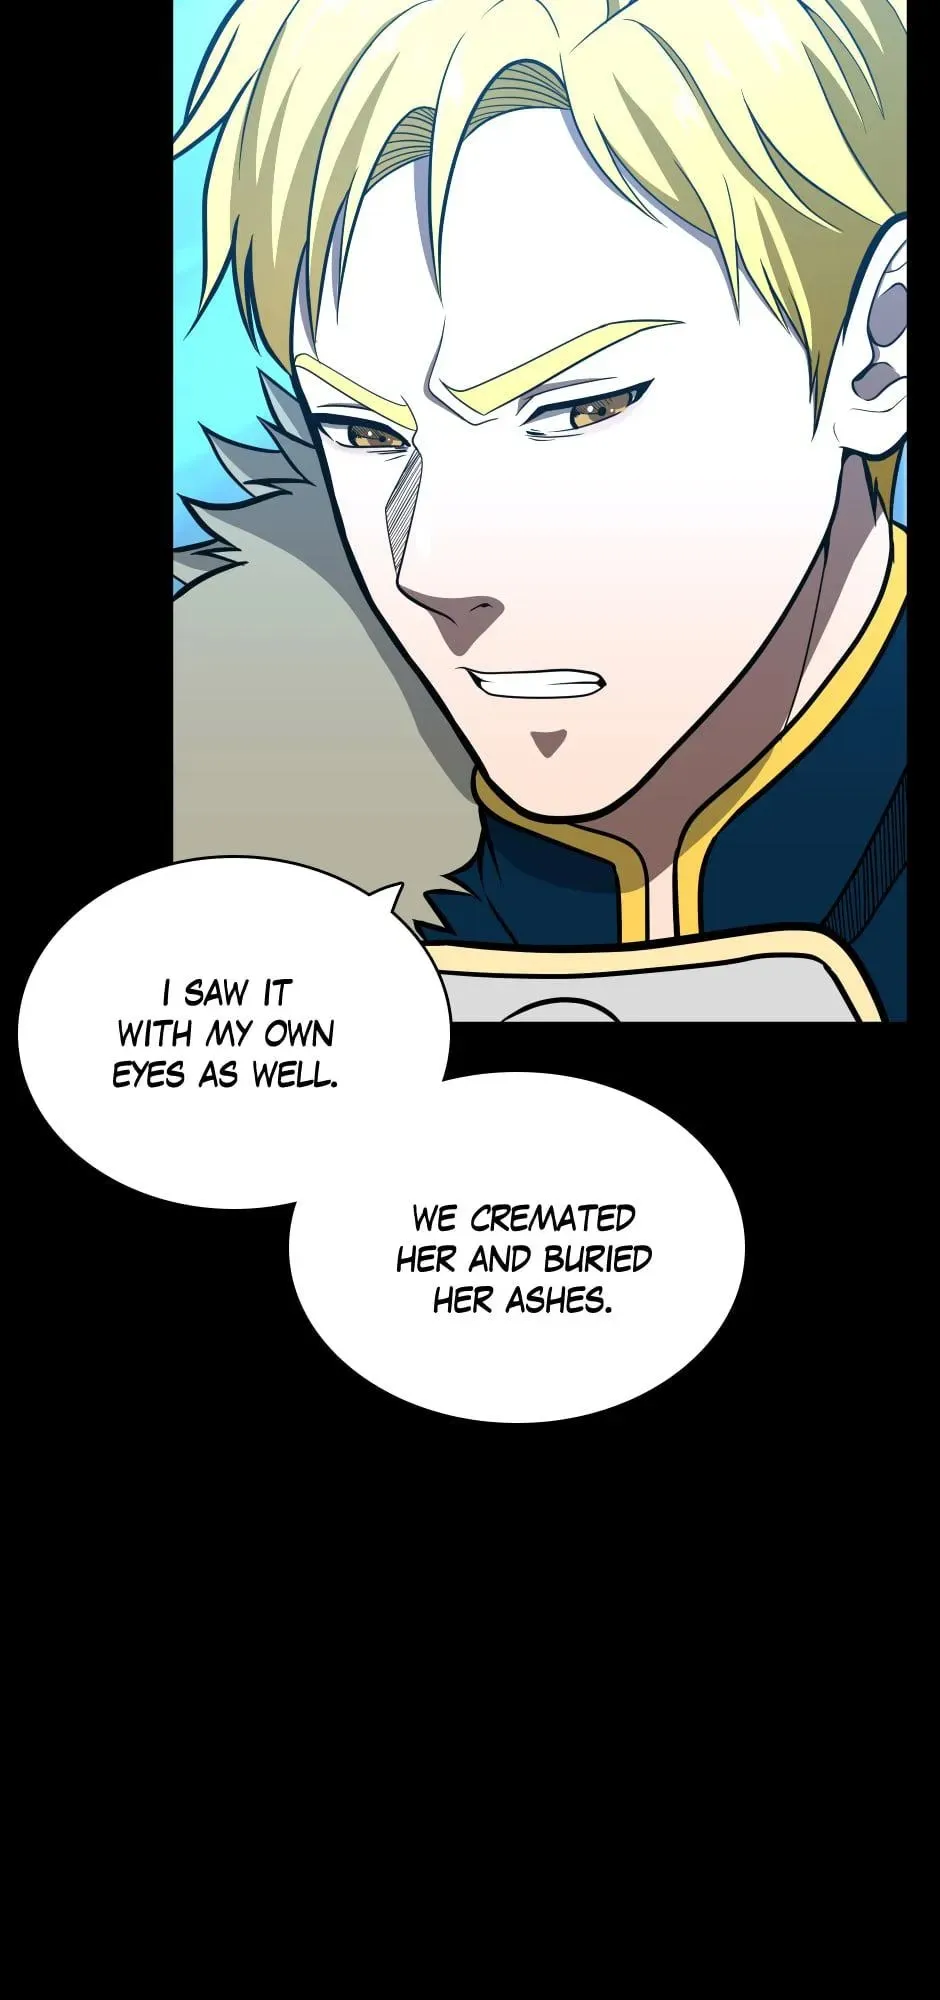 I SAW IT
WITH MY OWN
EYES AS WELL.
WE CREMATED
HER AND BURIED
HER ASHES.